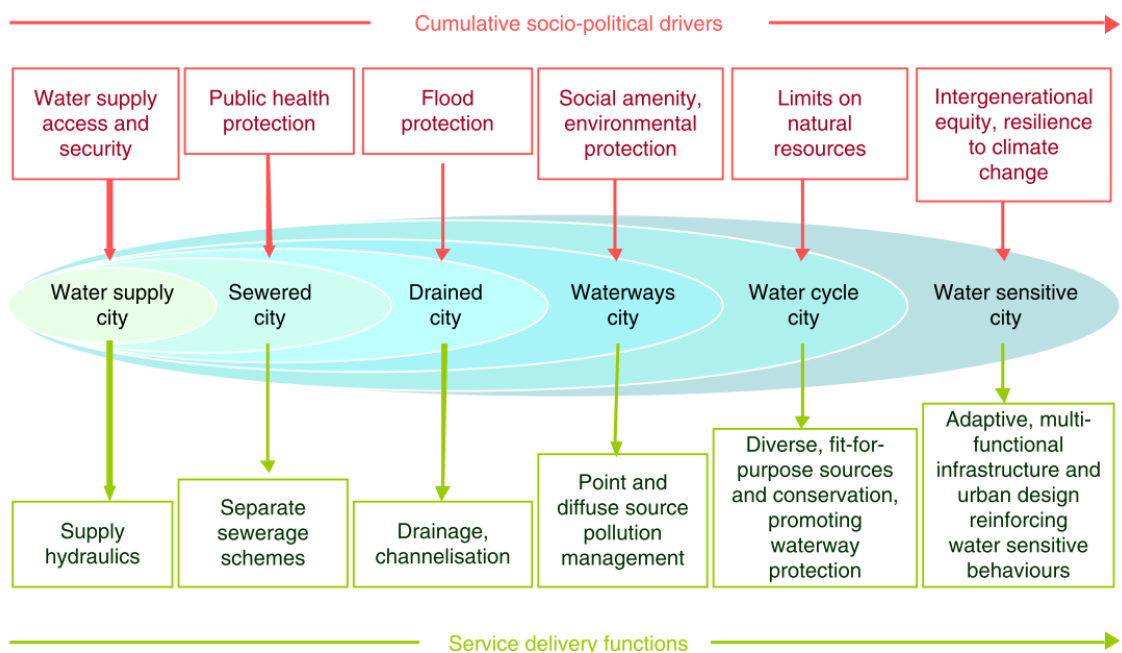 Cumulative socio-political drivers
Water supply
access and
security
Public health
protection
Flood
protection
Social amenity,
environmental
protection
Limits on
natural
resources
Intergenerational
equity, resilience
to climate
change
Water supply
city
Sewered
city
Drained
city
Waterways
city
Water cycle
city
Water sensitive
city
Supply
hydraulics
Separate
sewerage
schemes
Drainage,
channelisation
Point and
diffuse source
pollution
management
Diverse, fit-for-
purpose sources
and conservation,
promoting
waterway
protection
Adaptive, multi-
functional
infrastructure and
urban design
reinforcing
water sensitive
behaviours
Service delivery functions